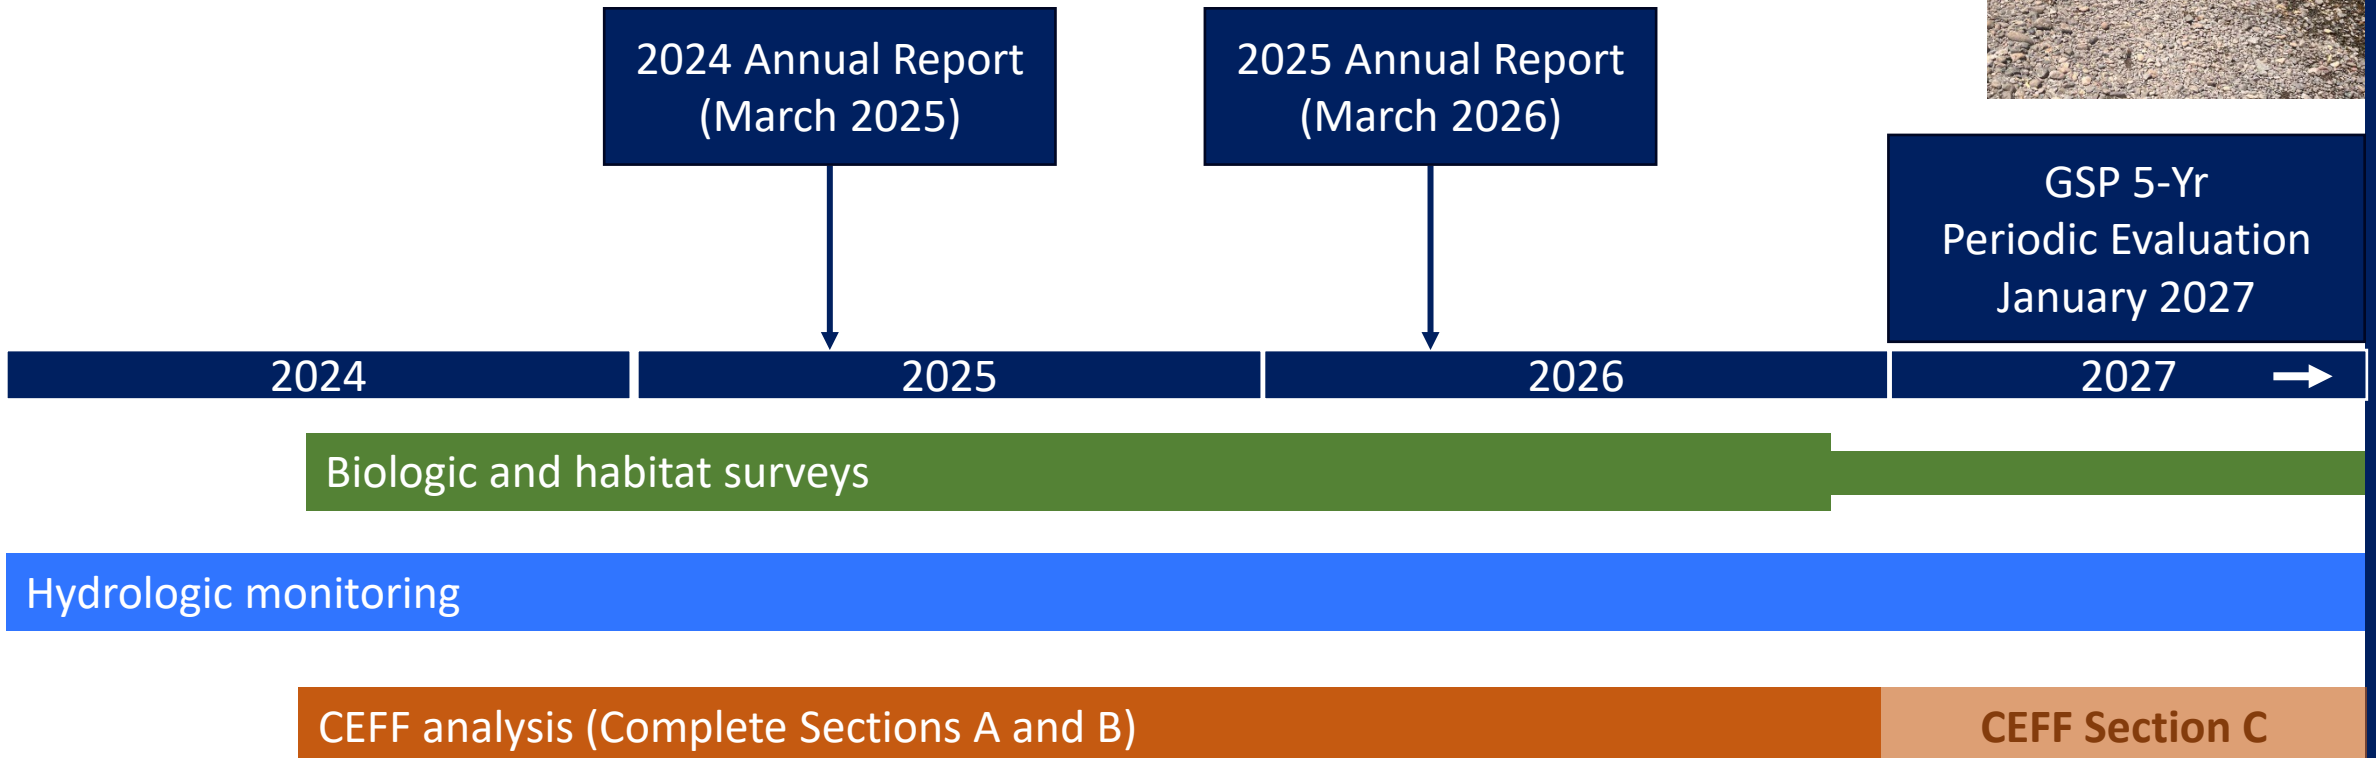 2024 Annual Report
(March 2025)
2025 Annual Report
(March 2026)
GSP 5-Yr
Periodic Evaluation
January 2027
2024
2025
2026
2027
Biologic and habitat surveys
Hydrologic monitoring
CEFF analysis (Complete Sections A and B)
CEFF Section C